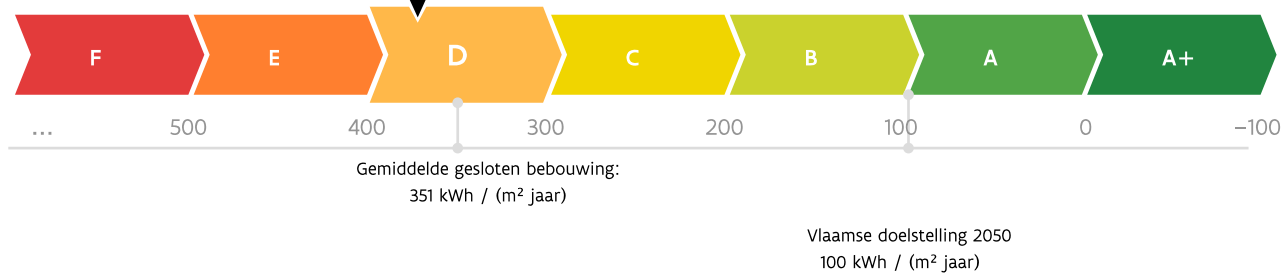 F E D C B A A+
... 500 400 300 200 100 0 −100
Gemiddelde gesloten bebouwing:
351 kWh / (m² jaar)
Vlaamse doelstelling 2050
100 kWh / (m² jaar)